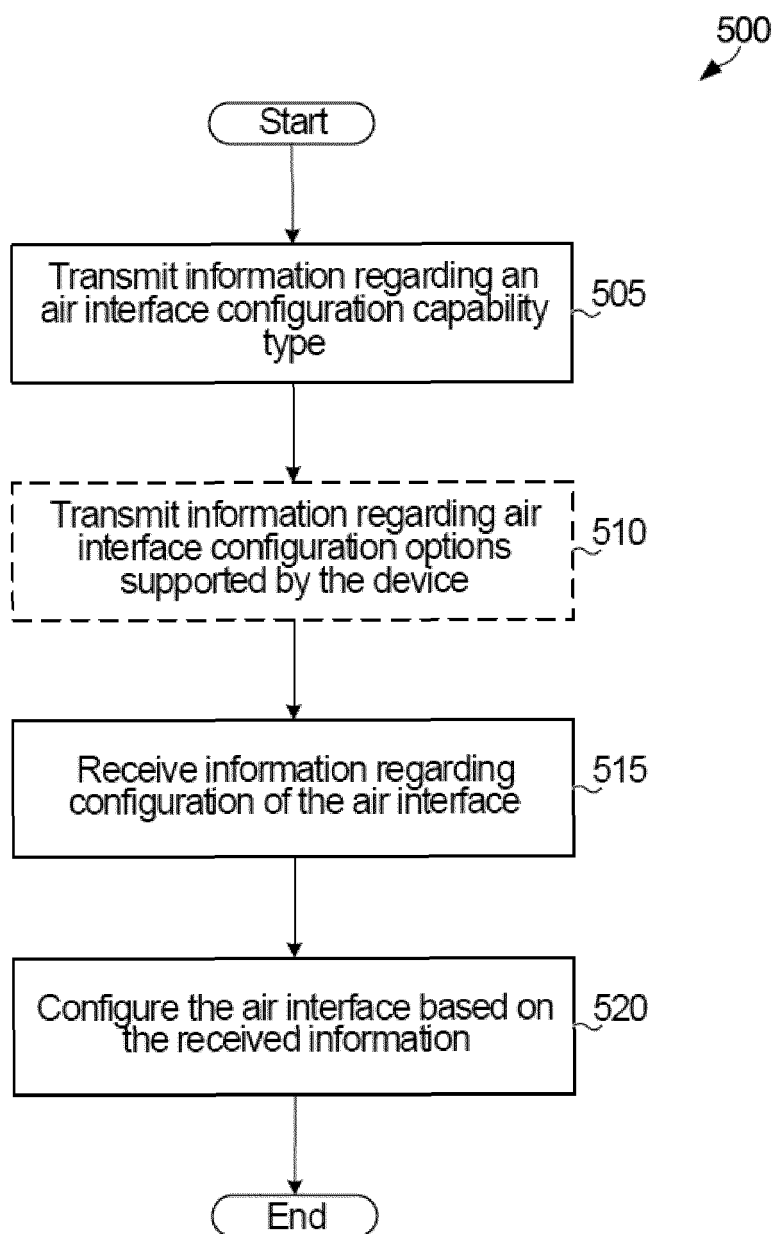 500
Start
Transmit information regarding an
air interface configuration capability
type
505
Transmit information regarding air
interface configuration options
supported by the device
510
Receive information regarding
configuration of the air interface
515
Configure the air interface based on
the received information
520
End